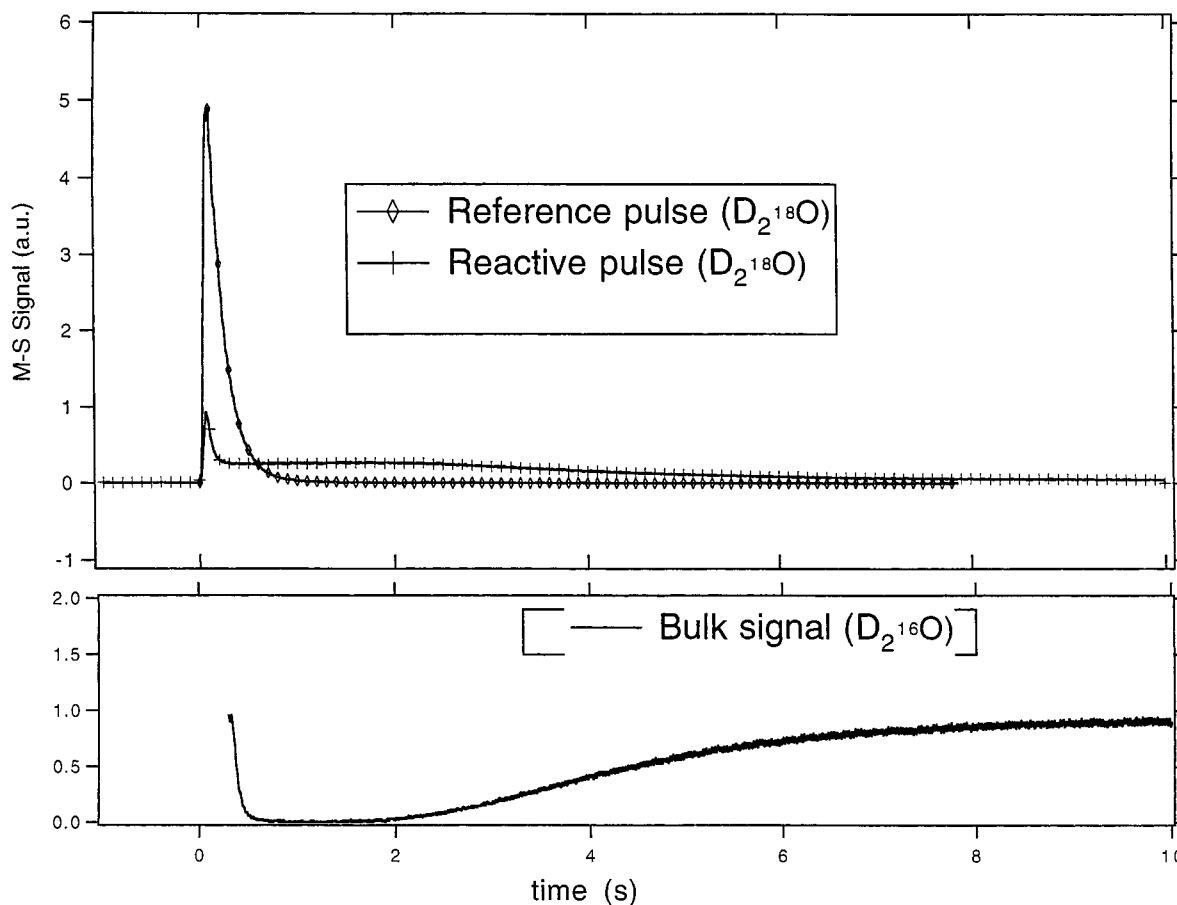 6
5
4
3
2
1
0
-1
M-S Signal (a.u.)
Reference pulse (D₂¹⁸O)
Reactive pulse (D₂¹⁸O)
2.0
1.5
1.0
0.5
0.0
Bulk signal (D₂¹⁶O)
0 2 4 6 8 10
time (s)